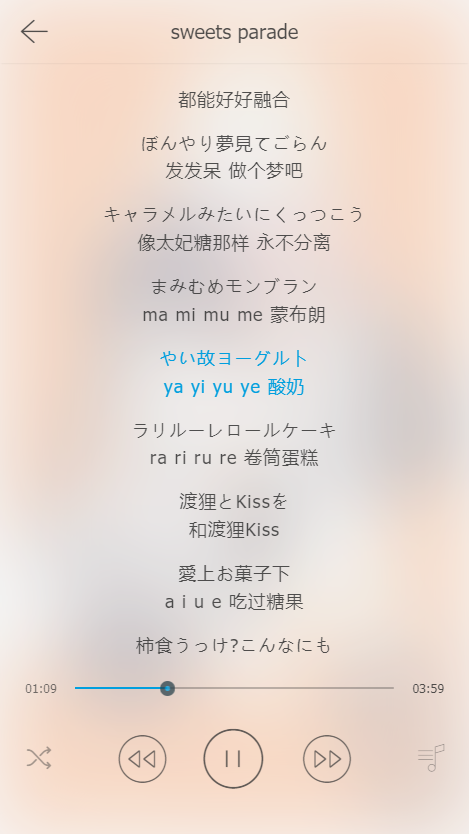 sweets parade
都能好好融合
ぼんやり夢見てごらん
发发呆 做个梦吧
キャラメルみたいにくっつこう
像太妃糖那样 永不分离
まみむめモンブラン
ma mi mu me 蒙布朗
やい故ヨーグルト
ya yi yu ye 酸奶
ラリルーレロールケーキ
ra ri ru re 卷筒蛋糕
渡狸とKissを
和渡狸Kiss
愛上お菓子下
a i u e 吃过糖果
柿食うっけ?こんなにも
01:09
03:59